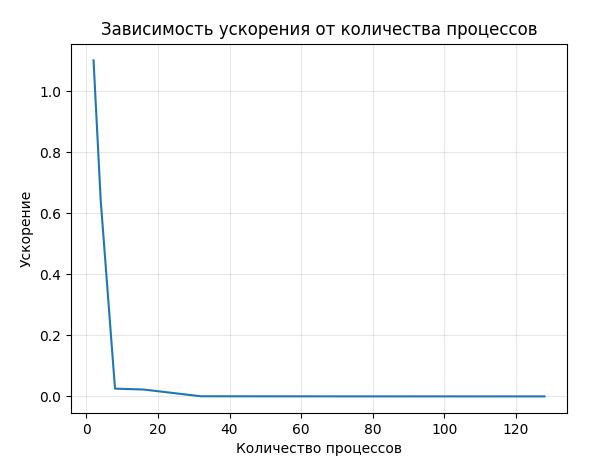 Зависимость ускорения от количества процессов
Ускорение
1.0
0.8
0.6
0.4
0.2
0.0
0 20 40 60 80 100 120
Количество процессов